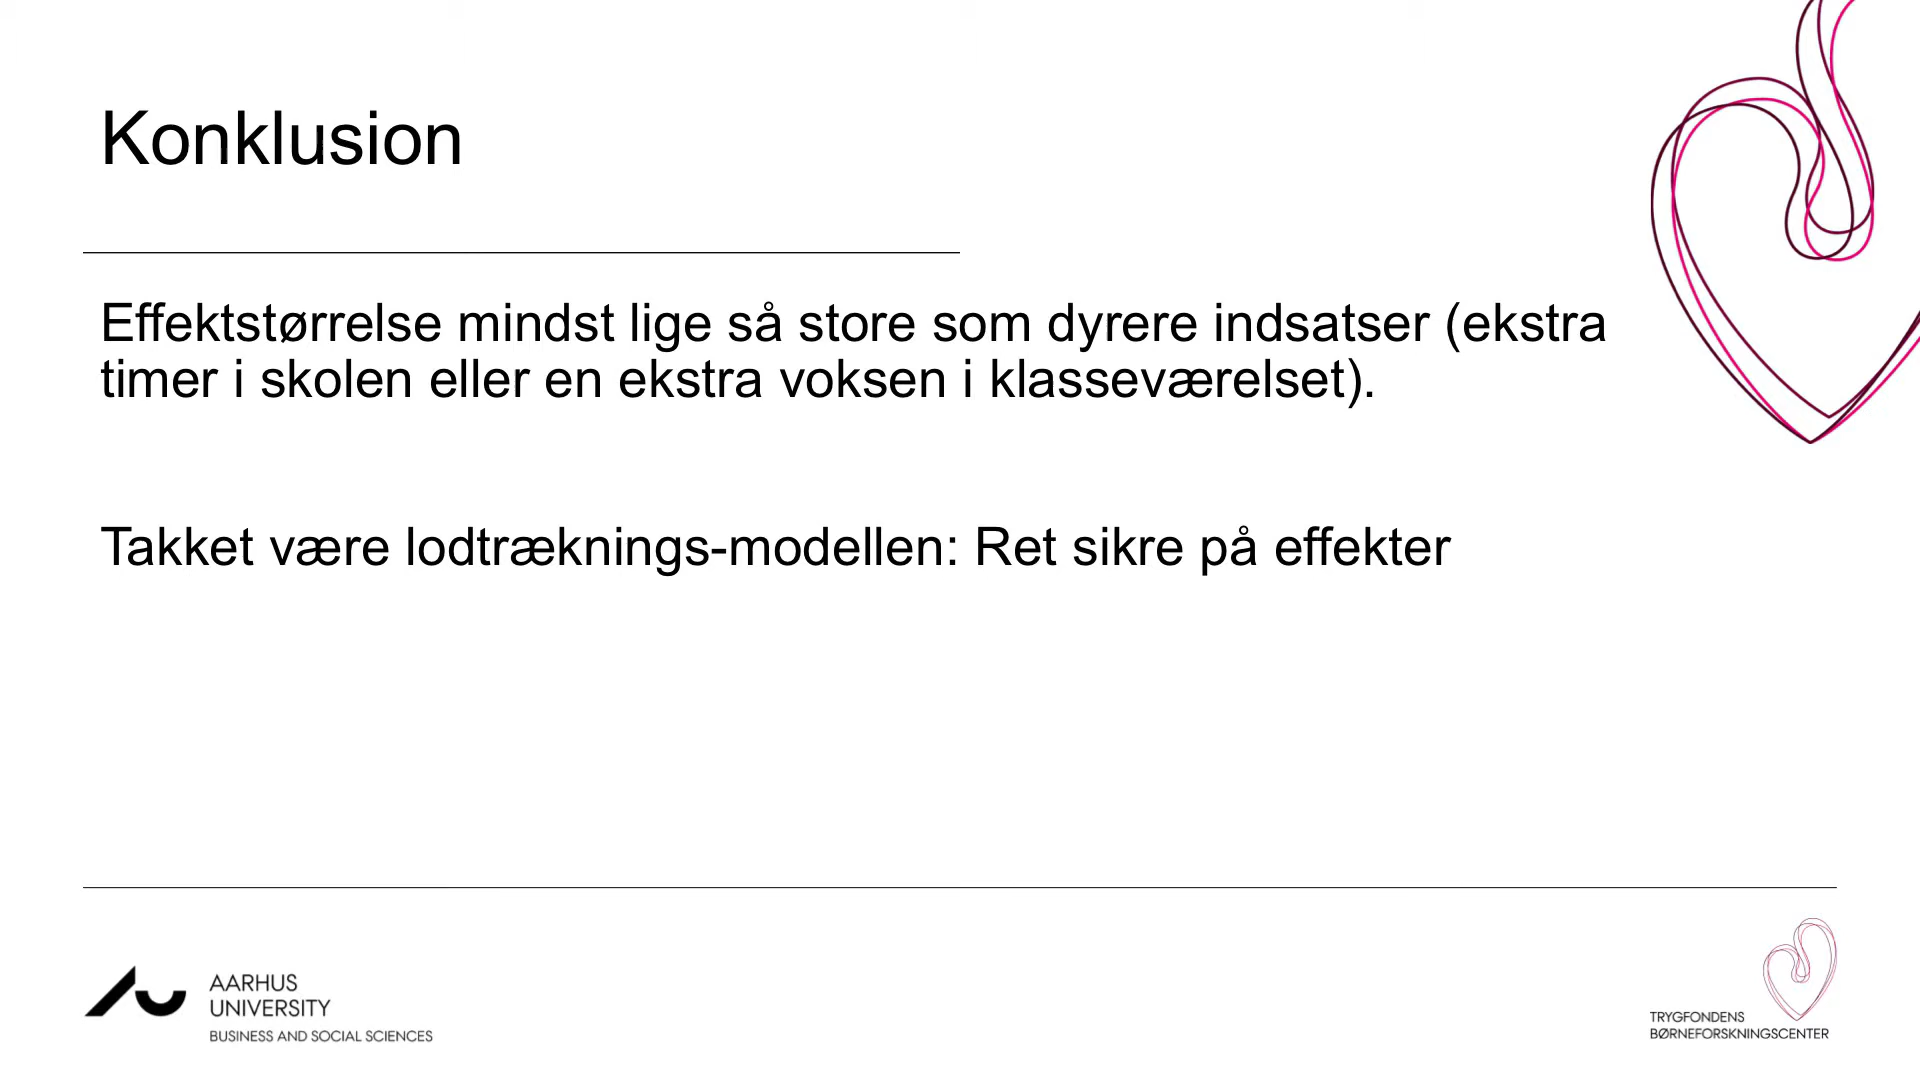 Konklusion
Effektstørrelse mindst lige så store som dyrere indsatser (ekstra
timer i skolen eller en ekstra voksen i klasseværelset).
Takket være lodtræknings-modellen: Ret sikre på effekter
AARHUS
UNIVERSITY
BUSINESS AND SOCIAL SCIENCES
TRYGFONDENS
BØRNEFORSKNINGSCENTER